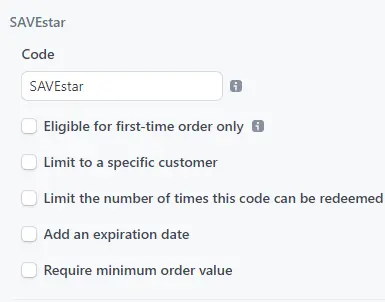 SAVEstar
Code
SAVEstar
Eligible for first-time order only
Limit to a specific customer
Limit the number of times this code can be redeemed
Add an expiration date
Require minimum order value